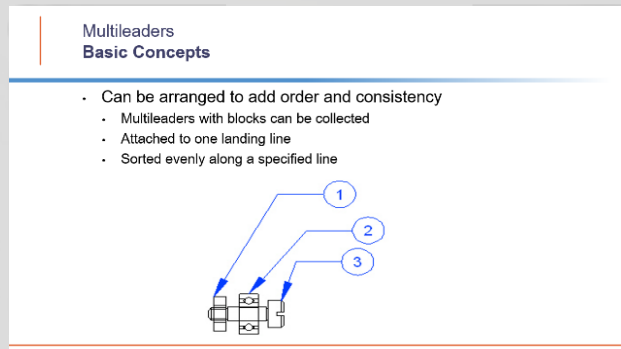 Multileaders
Basic Concepts
• Can be arranged to add order and consistency
• Multileaders with blocks can be collected
• Attached to one landing line
• Sorted evenly along a specified line
1
2
3